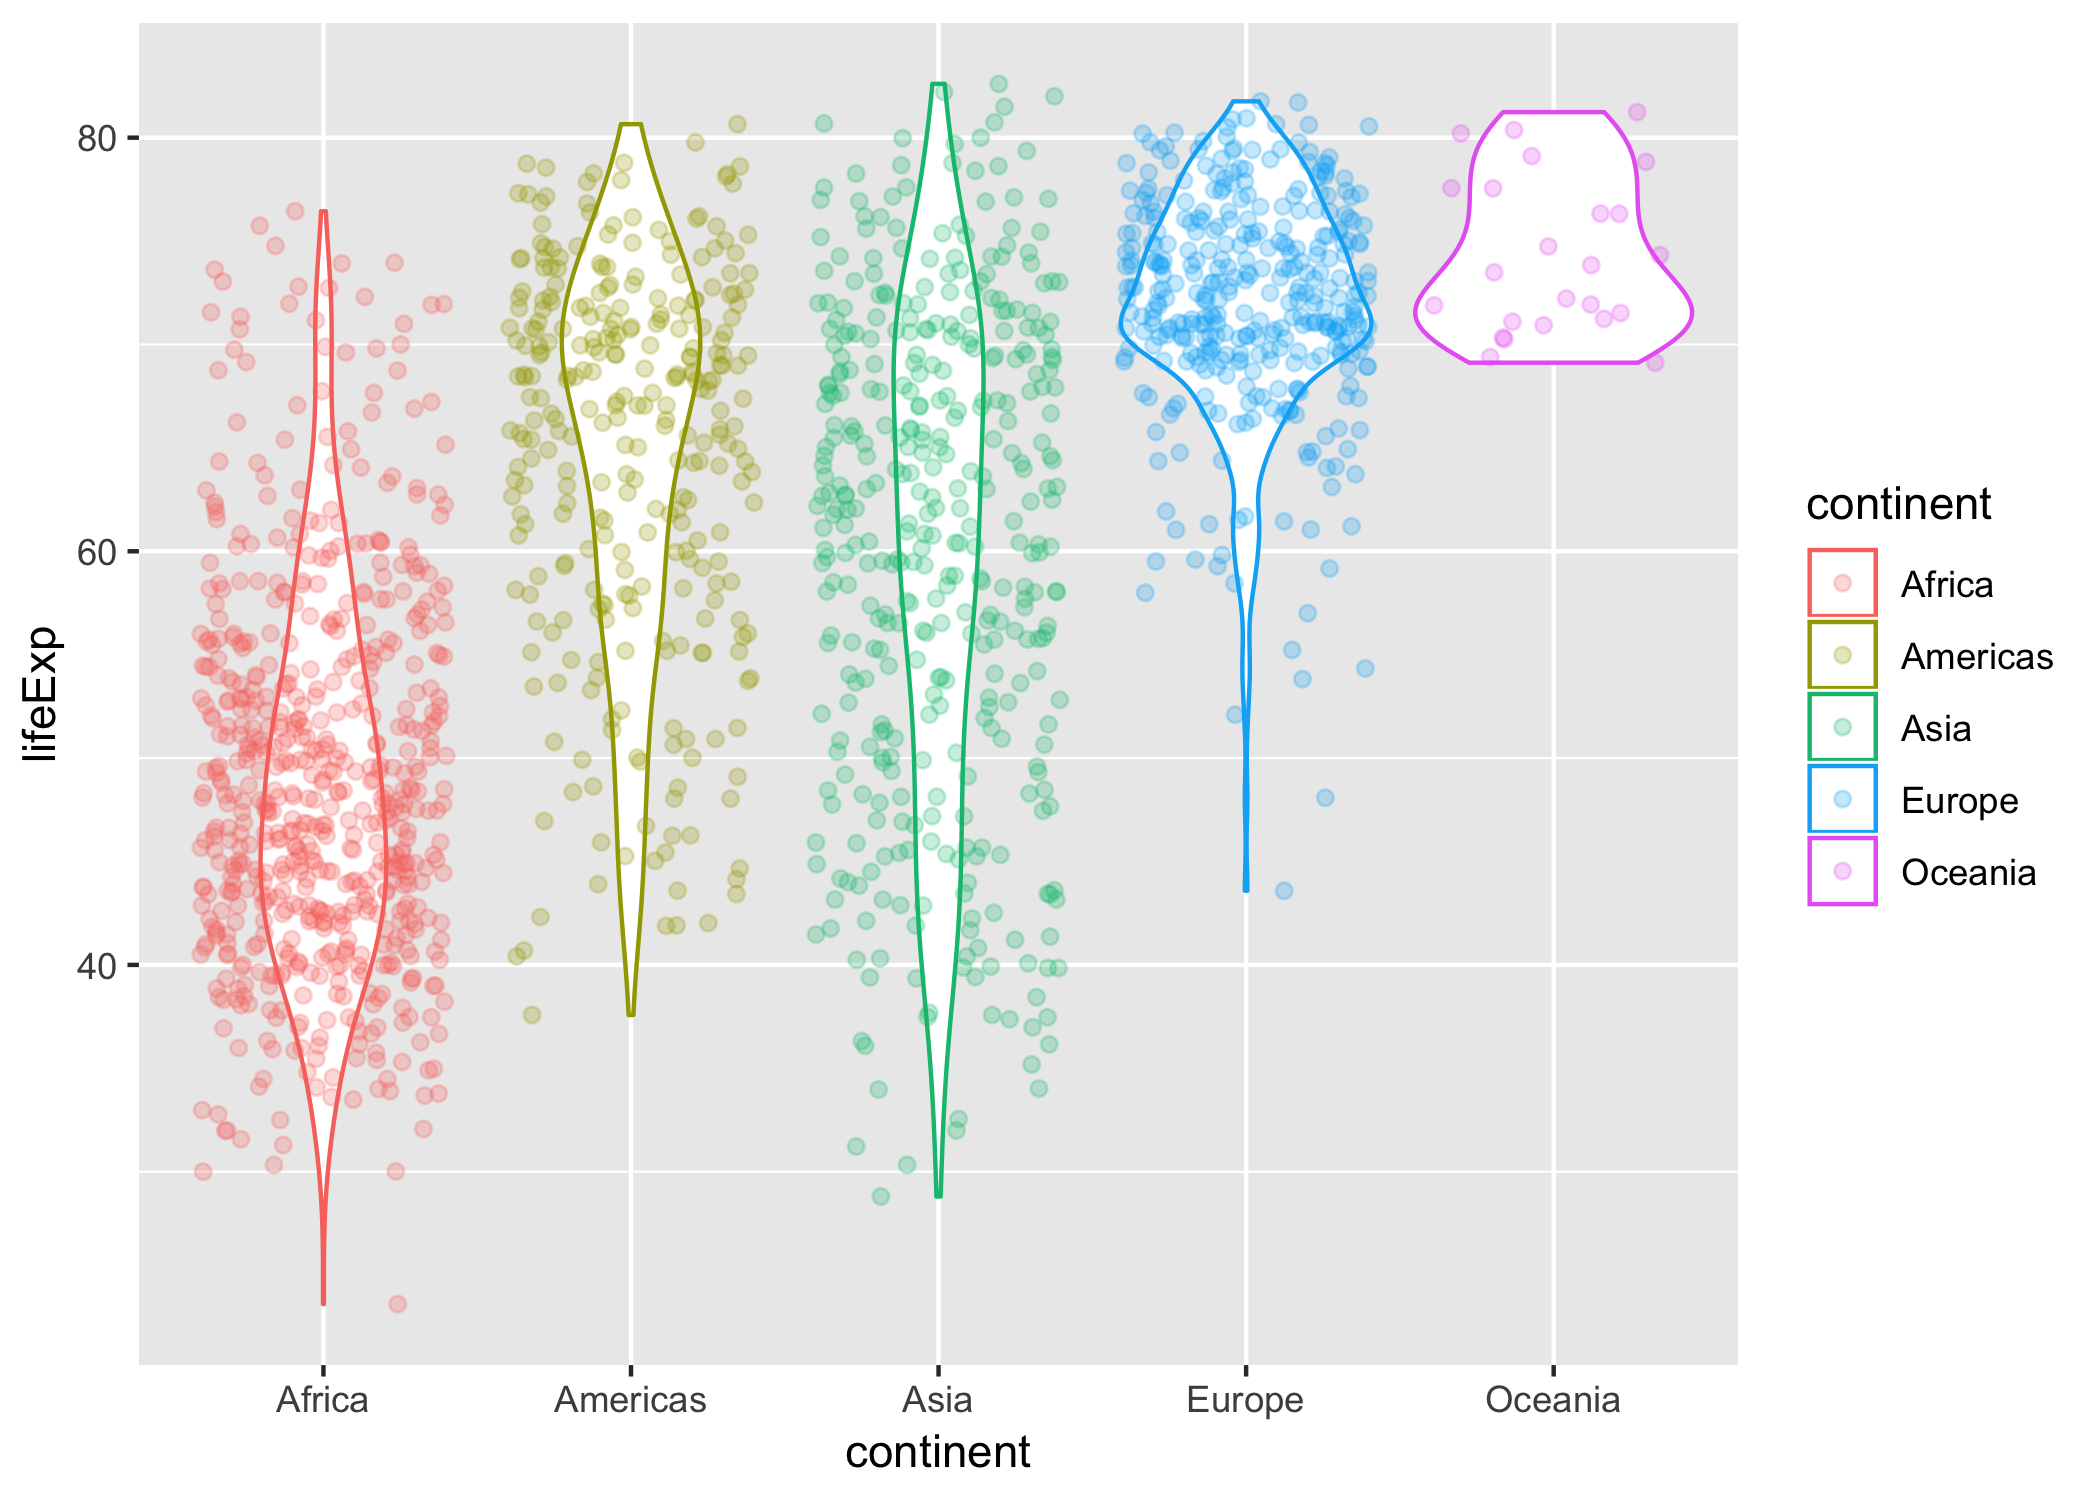 80
60
40
lifeExp
Africa
Americas
Asia
Europe
Oceania
continent
continent
Africa
Americas
Asia
Europe
Oceania